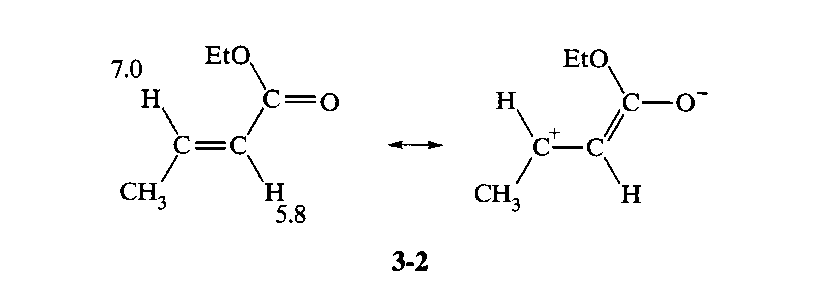 EtO EtO
7.0
H C=O H C—O⁻
C=C C⁺—C
CH₃ H CH₃ H
5.8
3-2